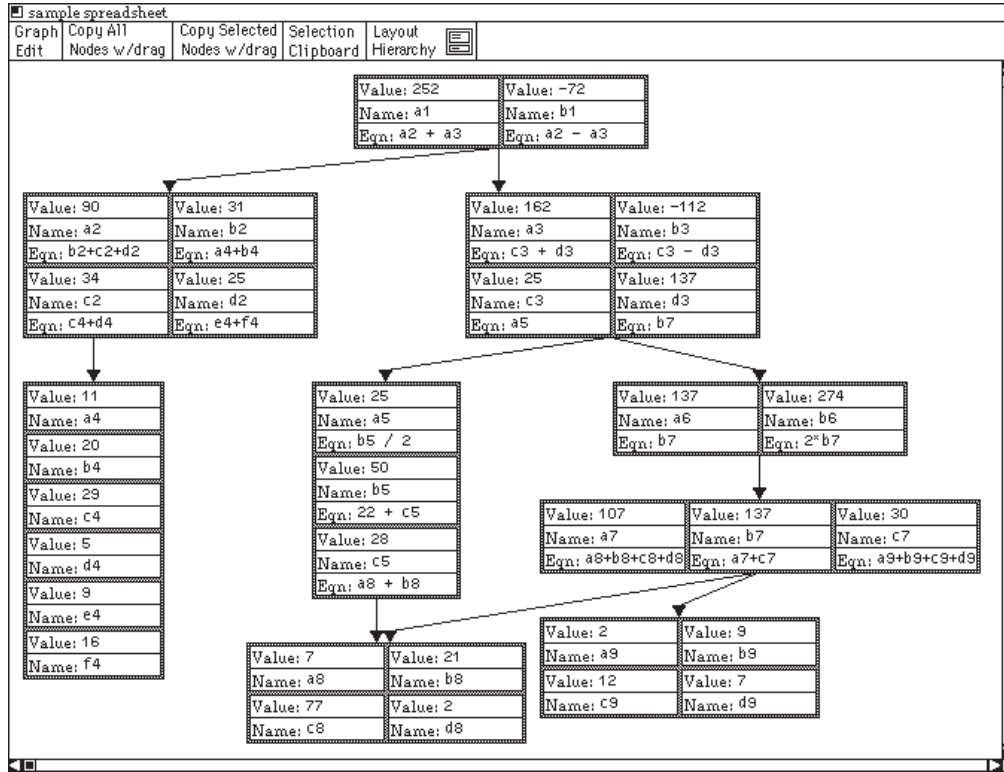 sample spreadsheet
Graph Edit
Copy All Nodes w/drag
Copy Selected Nodes w/drag
Selection Clipboard
Layout Hierarchy
Value: 252
Name: a1
Eqn: a2 + a3
Value: -72
Name: b1
Eqn: a2 - a3
Value: 90
Name: a2
Eqn: b2+c2+d2
Value: 31
Name: b2
Eqn: a4+b4
Value: 34
Name: c2
Eqn: c4+d4
Value: 25
Name: d2
Eqn: e4+f4
Value: 162
Name: a3
Eqn: c3 + d3
Value: -112
Name: b3
Eqn: c3 - d3
Value: 25
Name: c3
Eqn: a5
Value: 137
Name: d3
Eqn: b7
Value: 11
Name: a4
Value: 20
Name: b4
Value: 29
Name: c4
Value: 5
Name: d4
Value: 9
Name: e4
Value: 16
Name: f4
Value: 25
Name: a5
Eqn: b5 / 2
Value: 50
Name: b5
Eqn: 22 + c5
Value: 28
Name: c5
Eqn: a8 + b8
Value: 137
Name: a6
Eqn: b7
Value: 274
Name: b6
Eqn: 2*b7
Value: 107
Name: a7
Eqn: a8+b8+c8+d8
Value: 137
Name: b7
Eqn: a7+c7
Value: 30
Name: c7
Eqn: a9+b9+c9+d9
Value: 7
Name: a8
Value: 21
Name: b8
Value: 77
Name: c8
Value: 2
Name: d8
Value: 2
Name: a9
Value: 9
Name: b9
Value: 12
Name: c9
Value: 7
Name: d9